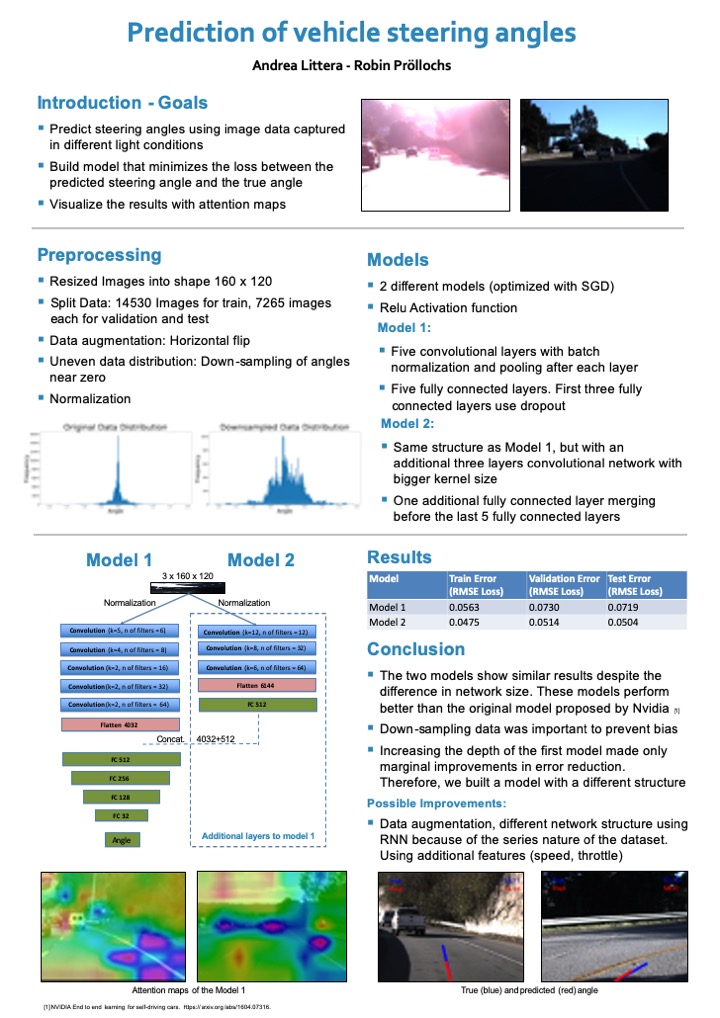 Prediction of vehicle steering angles
Andrea Littera - Robin Pröllochs
Introduction - Goals
▪ Predict steering angles using image data captured
in different light conditions
▪ Build model that minimizes the loss between the
predicted steering angle and the true angle
▪ Visualize the results with attention maps
Preprocessing
▪ Resized Images into shape 160 x 120
▪ Split Data: 14530 Images for train, 7265 images
each for validation and test
▪ Data augmentation: Horizontal flip
▪ Uneven data distribution: Down-sampling of angles
near zero
▪ Normalization
Original Data Distribution
Frequency
Angle
Downsampled Data Distribution
Frequency
Angle
Models
▪ 2 different models (optimized with SGD)
▪ Relu Activation function
Model 1:
▪ Five convolutional layers with batch
normalization and pooling after each layer
▪ Five fully connected layers. First three fully
connected layers use dropout
Model 2:
▪ Same structure as Model 1, but with an
additional three layers convolutional network with
bigger kernel size
▪ One additional fully connected layer merging
before the last 5 fully connected layers
Model 1 Model 2
3 x 160 x 120
Normalization Normalization
Convolution (k=5, n of filters = 6)
Convolution (k=4, n of filters = 8)
Convolution (k=2, n of filters = 16)
Convolution (k=2, n of filters = 32)
Convolution (k=2, n of filters = 64)
Flatten 4032
Convolution (k=12, n of filters = 12)
Convolution (k=8, n of filters = 32)
Convolution (k=6, n of filters = 64)
Flatten 6144
FC 512
Concat. 4032+512
FC 512
FC 256
FC 128
FC 32
Angle
Additional layers to model 1
Attention maps of the Model 1
Results
Model Train Error (RMSE Loss) Validation Error (RMSE Loss) Test Error (RMSE Loss)
Model 1 0.0563 0.0730 0.0719
Model 2 0.0475 0.0514 0.0504
Conclusion
▪ The two models show similar results despite the
difference in network size. These models perform
better than the original model proposed by Nvidia [1]
▪ Down-sampling data was important to prevent bias
▪ Increasing the depth of the first model made only
marginal improvements in error reduction.
Therefore, we built a model with a different structure
Possible Improvements:
▪ Data augmentation, different network structure using
RNN because of the series nature of the dataset.
Using additional features (speed, throttle)
True (blue) and predicted (red) angle
[1] NVIDIA End to end learning for self-driving cars. https://arxiv.org/abs/1604.07316.